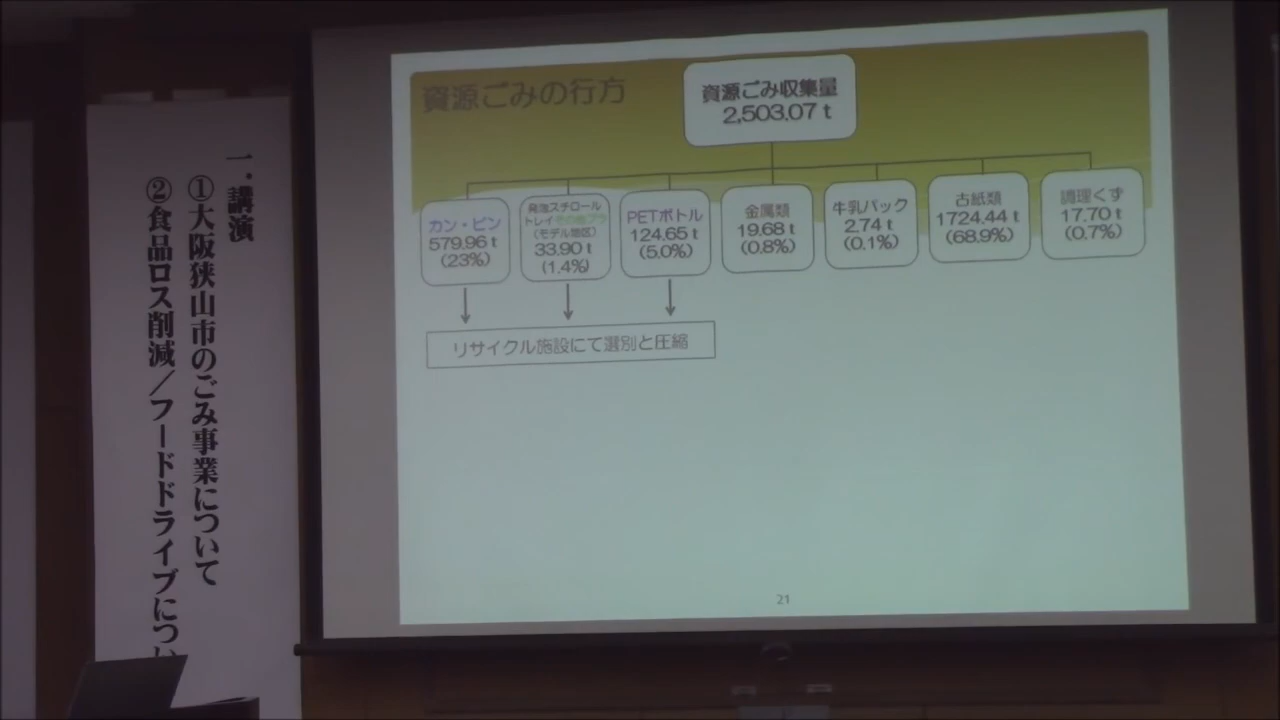 一．講演
①大阪狭山市のごみ事業について
②食品ロス削減／フードドライブについ
資源ごみの行方
資源ごみ収集量
2,503.07 t
カン・ビン
579.96 t
(23%)
発泡スチロール
トレイその他プラ
(モデル地区)
33.90 t
(1.4%)
PETボトル
124.65 t
(5.0%)
金属類
19.68 t
(0.8%)
牛乳パック
2.74 t
(0.1%)
古紙類
1724.44 t
(68.9%)
調理くず
17.70 t
(0.7%)
リサイクル施設にて選別と圧縮
21